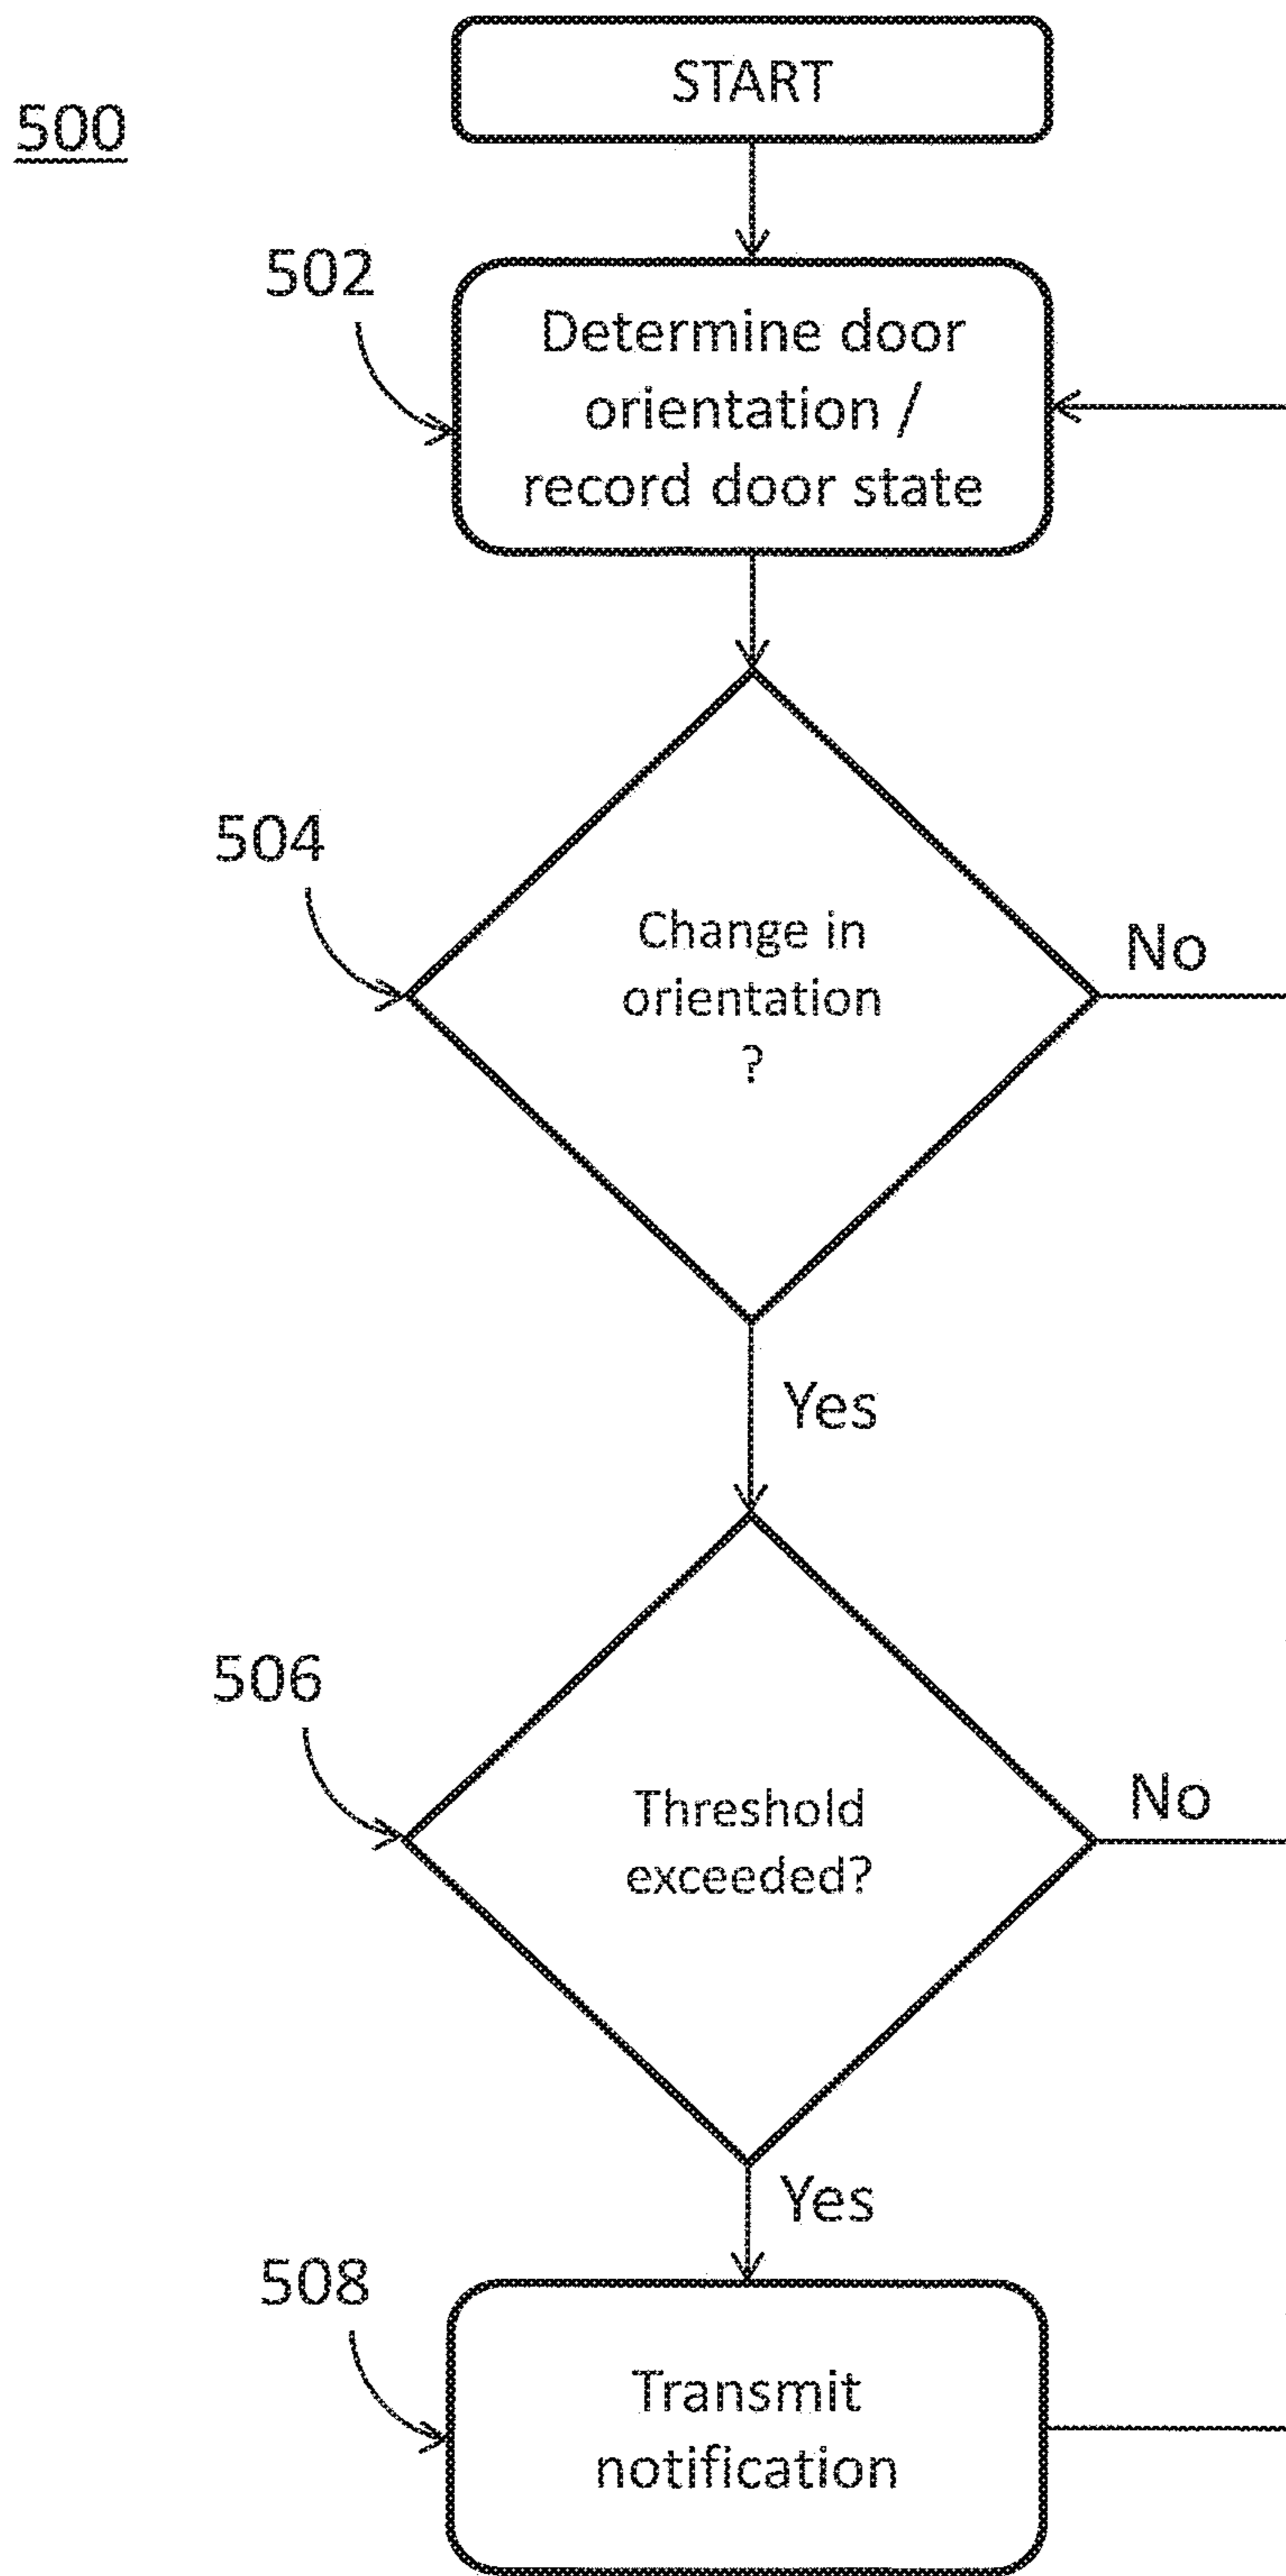 500
START
502
Determine door
orientation /
record door state
504
Change in
orientation
?
No
Yes
506
Threshold
exceeded?
No
Yes
508
Transmit
notification